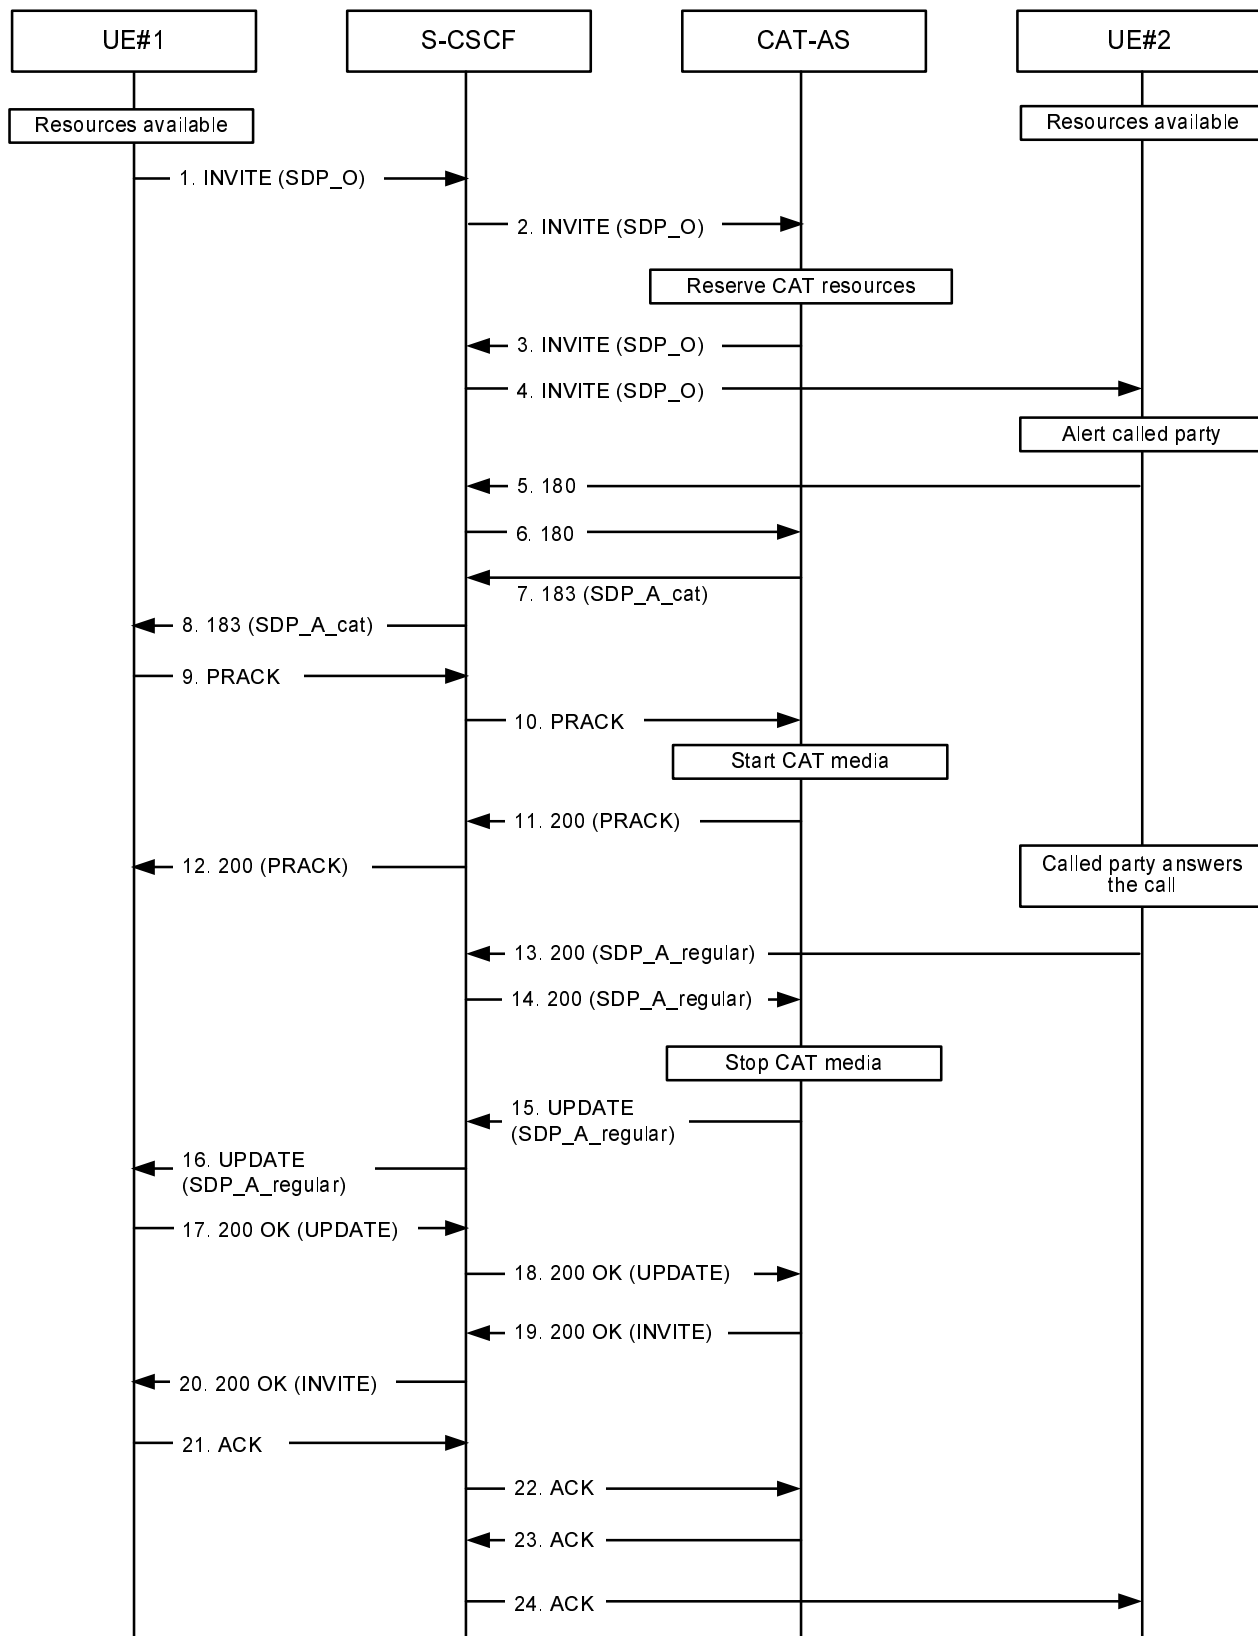 UE#1
S-CSCF
CAT-AS
UE#2
Resources available
Resources available
1. INVITE (SDP_O)
2. INVITE (SDP_O)
Reserve CAT resources
3. INVITE (SDP_O)
4. INVITE (SDP_O)
Alert called party
5. 180
6. 180
7. 183 (SDP_A_cat)
8. 183 (SDP_A_cat)
9. PRACK
10. PRACK
Start CAT media
11. 200 (PRACK)
12. 200 (PRACK)
Called party answers
the call
13. 200 (SDP_A_regular)
14. 200 (SDP_A_regular)
Stop CAT media
15. UPDATE
(SDP_A_regular)
16. UPDATE
(SDP_A_regular)
17. 200 OK (UPDATE)
18. 200 OK (UPDATE)
19. 200 OK (INVITE)
20. 200 OK (INVITE)
21. ACK
22. ACK
23. ACK
24. ACK